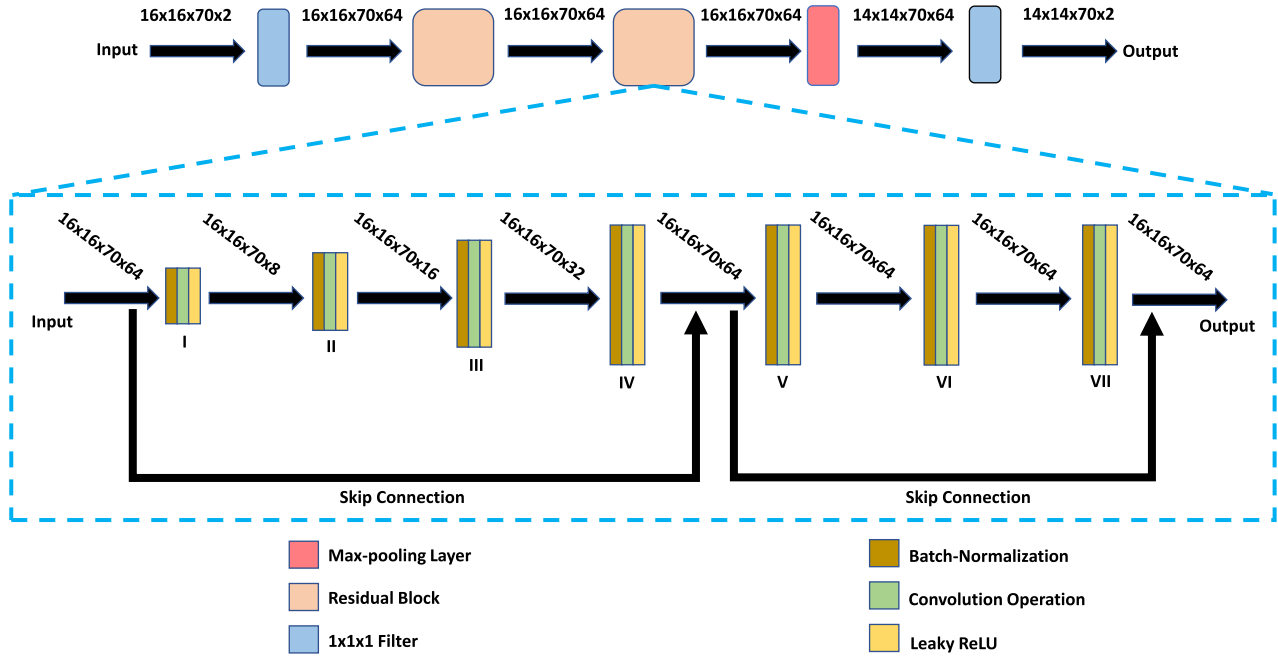 16x16x70x2
16x16x70x64
16x16x70x64
16x16x70x64
14x14x70x64
14x14x70x2
Input
Output
16x16x70x64
16x16x70x8
16x16x70x16
16x16x70x32
16x16x70x64
16x16x70x64
16x16x70x64
16x16x70x64
Input
Output
I
II
III
IV
V
VI
VII
Skip Connection
Skip Connection
Max-pooling Layer
Residual Block
1x1x1 Filter
Batch-Normalization
Convolution Operation
Leaky ReLU